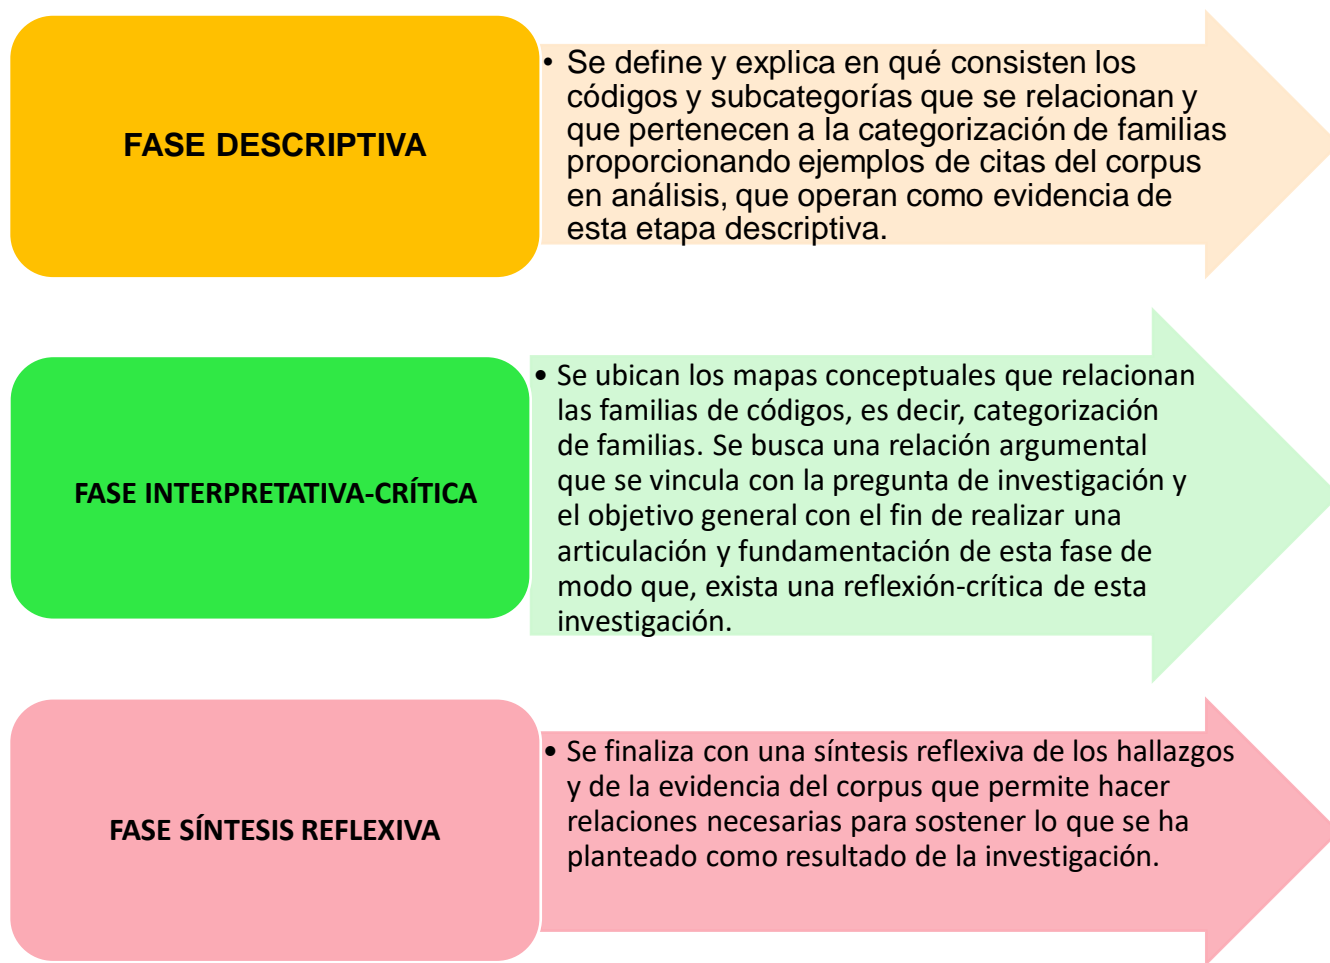 FASE DESCRIPTIVA
• Se define y explica en qué consisten los
códigos y subcategorías que se relacionan y
que pertenecen a la categorización de familias
proporcionando ejemplos de citas del corpus
en análisis, que operan como evidencia de
esta etapa descriptiva.
FASE INTERPRETATIVA-CRÍTICA
• Se ubican los mapas conceptuales que relacionan
las familias de códigos, es decir, categorización
de familias. Se busca una relación argumental
que se vincula con la pregunta de investigación y
el objetivo general con el fin de realizar una
articulación y fundamentación de esta fase de
modo que, exista una reflexión-crítica de esta
investigación.
FASE SÍNTESIS REFLEXIVA
• Se finaliza con una síntesis reflexiva de los hallazgos
y de la evidencia del corpus que permite hacer
relaciones necesarias para sostener lo que se ha
planteado como resultado de la investigación.